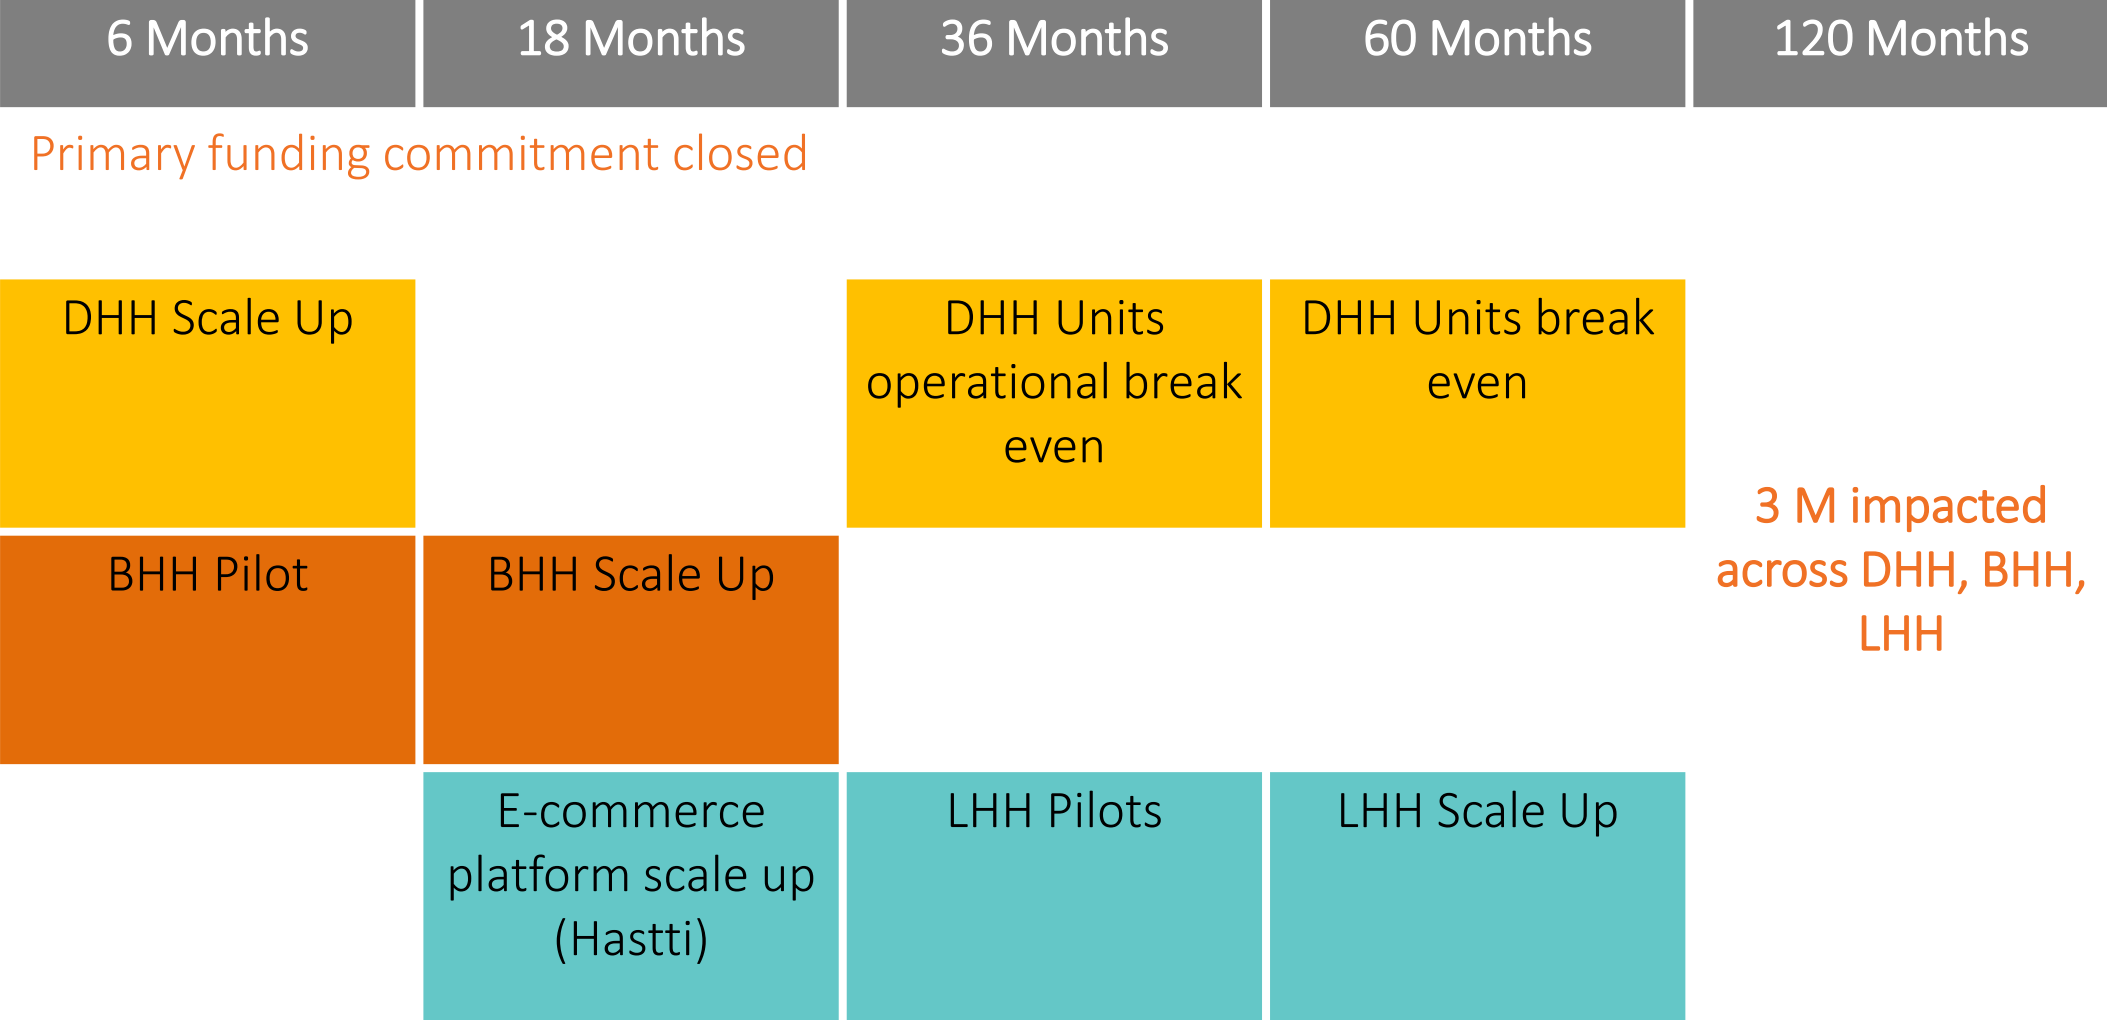 6 Months
18 Months
36 Months
60 Months
120 Months
Primary funding commitment closed
DHH Scale Up
DHH Units
operational break
even
DHH Units break
even
BHH Pilot
BHH Scale Up
3 M impacted
across DHH, BHH,
LHH
E-commerce
platform scale up
(Hastti)
LHH Pilots
LHH Scale Up